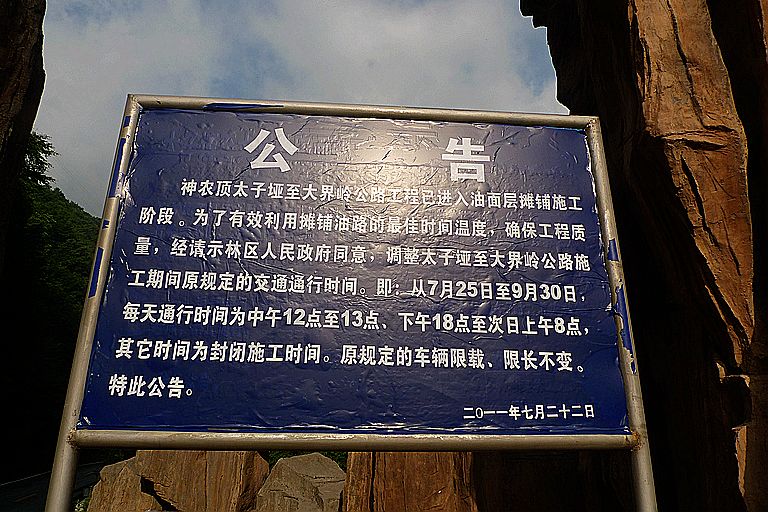 公 告
神农顶太子垭至大界岭公路工程已进入油面层摊铺施工
阶段。为了有效利用摊铺油路的最佳时间温度，确保工程质
量，经请示林区人民政府同意，调整太子垭至大界岭公路施
工期间原规定的交通通行时间。即：从7月25日至9月30日，
每天通行时间为中午12点至13点、下午18点至次日上午8点，
其它时间为封闭施工时间。原规定的车辆限载、限长不变。
特此公告。
二0一一年七月二十二日